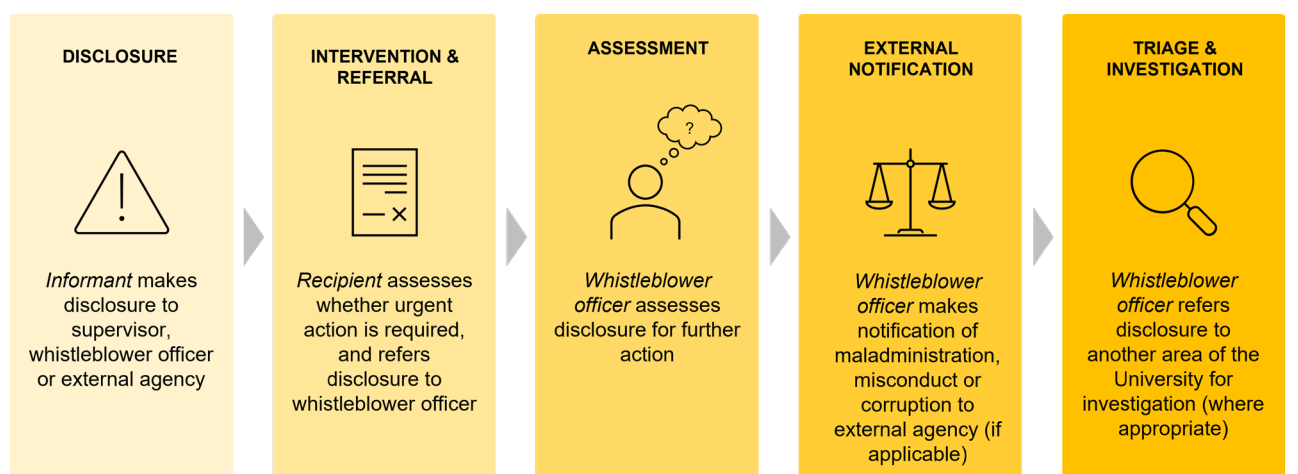 DISCLOSURE
Informant makes
disclosure to
supervisor,
whistleblower officer
or external agency
INTERVENTION &
REFERRAL
Recipient assesses
whether urgent
action is required,
and refers
disclosure to
whistleblower officer
ASSESSMENT
?
Whistleblower
officer assesses
disclosure for further
action
EXTERNAL
NOTIFICATION
Whistleblower
officer makes
notification of
maladministration,
misconduct or
corruption to
external agency (if
applicable)
TRIAGE &
INVESTIGATION
Whistleblower
officer refers
disclosure to
another area of the
University for
investigation (where
appropriate)